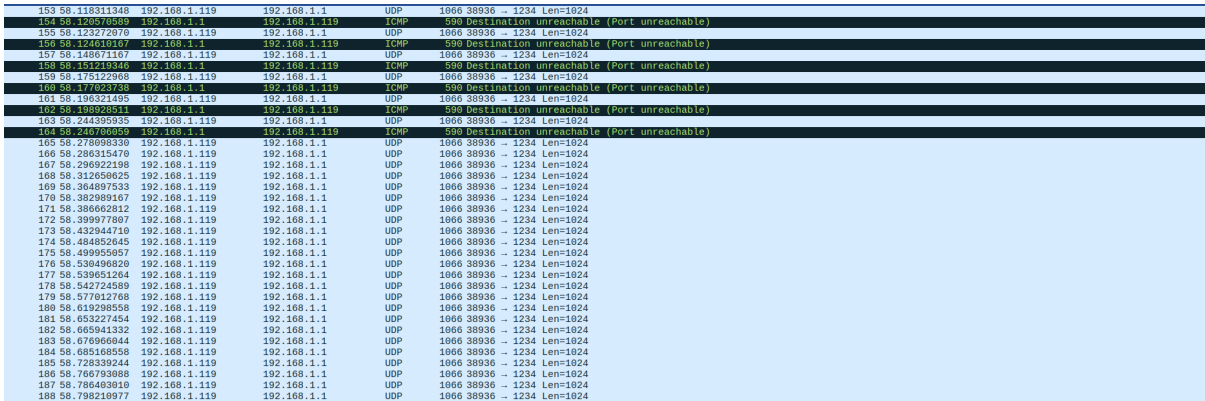 153 58.118311348 192.168.1.119 192.168.1.1 UDP 1066 38936 → 1234 Len=1024
154 58.120570589 192.168.1.1 192.168.1.119 ICMP 590 Destination unreachable (Port unreachable)
155 58.123272070 192.168.1.119 192.168.1.1 UDP 1066 38936 → 1234 Len=1024
156 58.124610167 192.168.1.1 192.168.1.119 ICMP 590 Destination unreachable (Port unreachable)
157 58.148671167 192.168.1.119 192.168.1.1 UDP 1066 38936 → 1234 Len=1024
158 58.151219346 192.168.1.1 192.168.1.119 ICMP 590 Destination unreachable (Port unreachable)
159 58.175122968 192.168.1.119 192.168.1.1 UDP 1066 38936 → 1234 Len=1024
160 58.177023738 192.168.1.1 192.168.1.119 ICMP 590 Destination unreachable (Port unreachable)
161 58.196321495 192.168.1.119 192.168.1.1 UDP 1066 38936 → 1234 Len=1024
162 58.198928511 192.168.1.1 192.168.1.119 ICMP 590 Destination unreachable (Port unreachable)
163 58.244395935 192.168.1.119 192.168.1.1 UDP 1066 38936 → 1234 Len=1024
164 58.246706059 192.168.1.1 192.168.1.119 ICMP 590 Destination unreachable (Port unreachable)
165 58.278098330 192.168.1.119 192.168.1.1 UDP 1066 38936 → 1234 Len=1024
166 58.286315470 192.168.1.119 192.168.1.1 UDP 1066 38936 → 1234 Len=1024
167 58.296922198 192.168.1.119 192.168.1.1 UDP 1066 38936 → 1234 Len=1024
168 58.312650625 192.168.1.119 192.168.1.1 UDP 1066 38936 → 1234 Len=1024
169 58.364897533 192.168.1.119 192.168.1.1 UDP 1066 38936 → 1234 Len=1024
170 58.382989167 192.168.1.119 192.168.1.1 UDP 1066 38936 → 1234 Len=1024
171 58.386662812 192.168.1.119 192.168.1.1 UDP 1066 38936 → 1234 Len=1024
172 58.399977807 192.168.1.119 192.168.1.1 UDP 1066 38936 → 1234 Len=1024
173 58.432944710 192.168.1.119 192.168.1.1 UDP 1066 38936 → 1234 Len=1024
174 58.484852645 192.168.1.119 192.168.1.1 UDP 1066 38936 → 1234 Len=1024
175 58.499955057 192.168.1.119 192.168.1.1 UDP 1066 38936 → 1234 Len=1024
176 58.530496820 192.168.1.119 192.168.1.1 UDP 1066 38936 → 1234 Len=1024
177 58.539651264 192.168.1.119 192.168.1.1 UDP 1066 38936 → 1234 Len=1024
178 58.542724589 192.168.1.119 192.168.1.1 UDP 1066 38936 → 1234 Len=1024
179 58.577012768 192.168.1.119 192.168.1.1 UDP 1066 38936 → 1234 Len=1024
180 58.619298558 192.168.1.119 192.168.1.1 UDP 1066 38936 → 1234 Len=1024
181 58.653227454 192.168.1.119 192.168.1.1 UDP 1066 38936 → 1234 Len=1024
182 58.665941332 192.168.1.119 192.168.1.1 UDP 1066 38936 → 1234 Len=1024
183 58.676966044 192.168.1.119 192.168.1.1 UDP 1066 38936 → 1234 Len=1024
184 58.685168558 192.168.1.119 192.168.1.1 UDP 1066 38936 → 1234 Len=1024
185 58.728339244 192.168.1.119 192.168.1.1 UDP 1066 38936 → 1234 Len=1024
186 58.766793088 192.168.1.119 192.168.1.1 UDP 1066 38936 → 1234 Len=1024
187 58.786403010 192.168.1.119 192.168.1.1 UDP 1066 38936 → 1234 Len=1024
188 58.798210977 192.168.1.119 192.168.1.1 UDP 1066 38936 → 1234 Len=1024